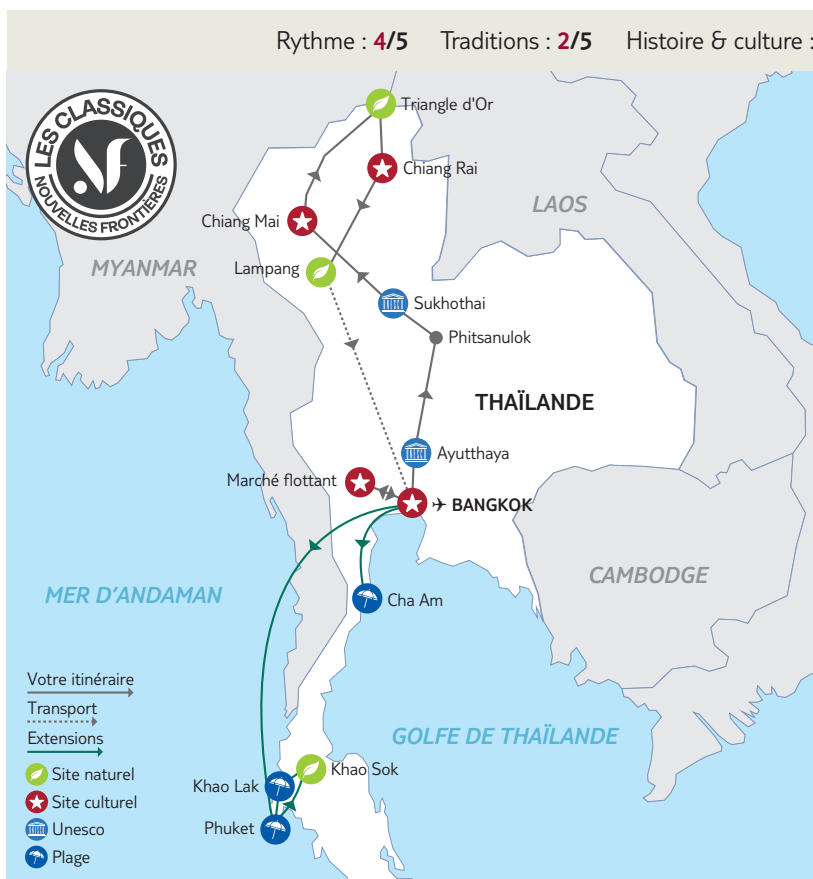 Rythme : 4/5 Traditions : 2/5 Histoire & culture :
LES CLASSIQUES
NF
NOUVELLES FRONTIÈRES
Triangle d'Or
Chiang Rai
LAOS
Chiang Mai
MYANMAR
Lampang
Sukhothai
Phitsanulok
THAÏLANDE
Ayutthaya
Marché flottant
BANGKOK
CAMBODGE
MER D’ANDAMAN
Cha Am
Votre itinéraire
Transport
Extensions
GOLFE DE THAÏLANDE
Site naturel
Khao Sok
Khao Lak
Site culturel
Phuket
Unesco
Plage